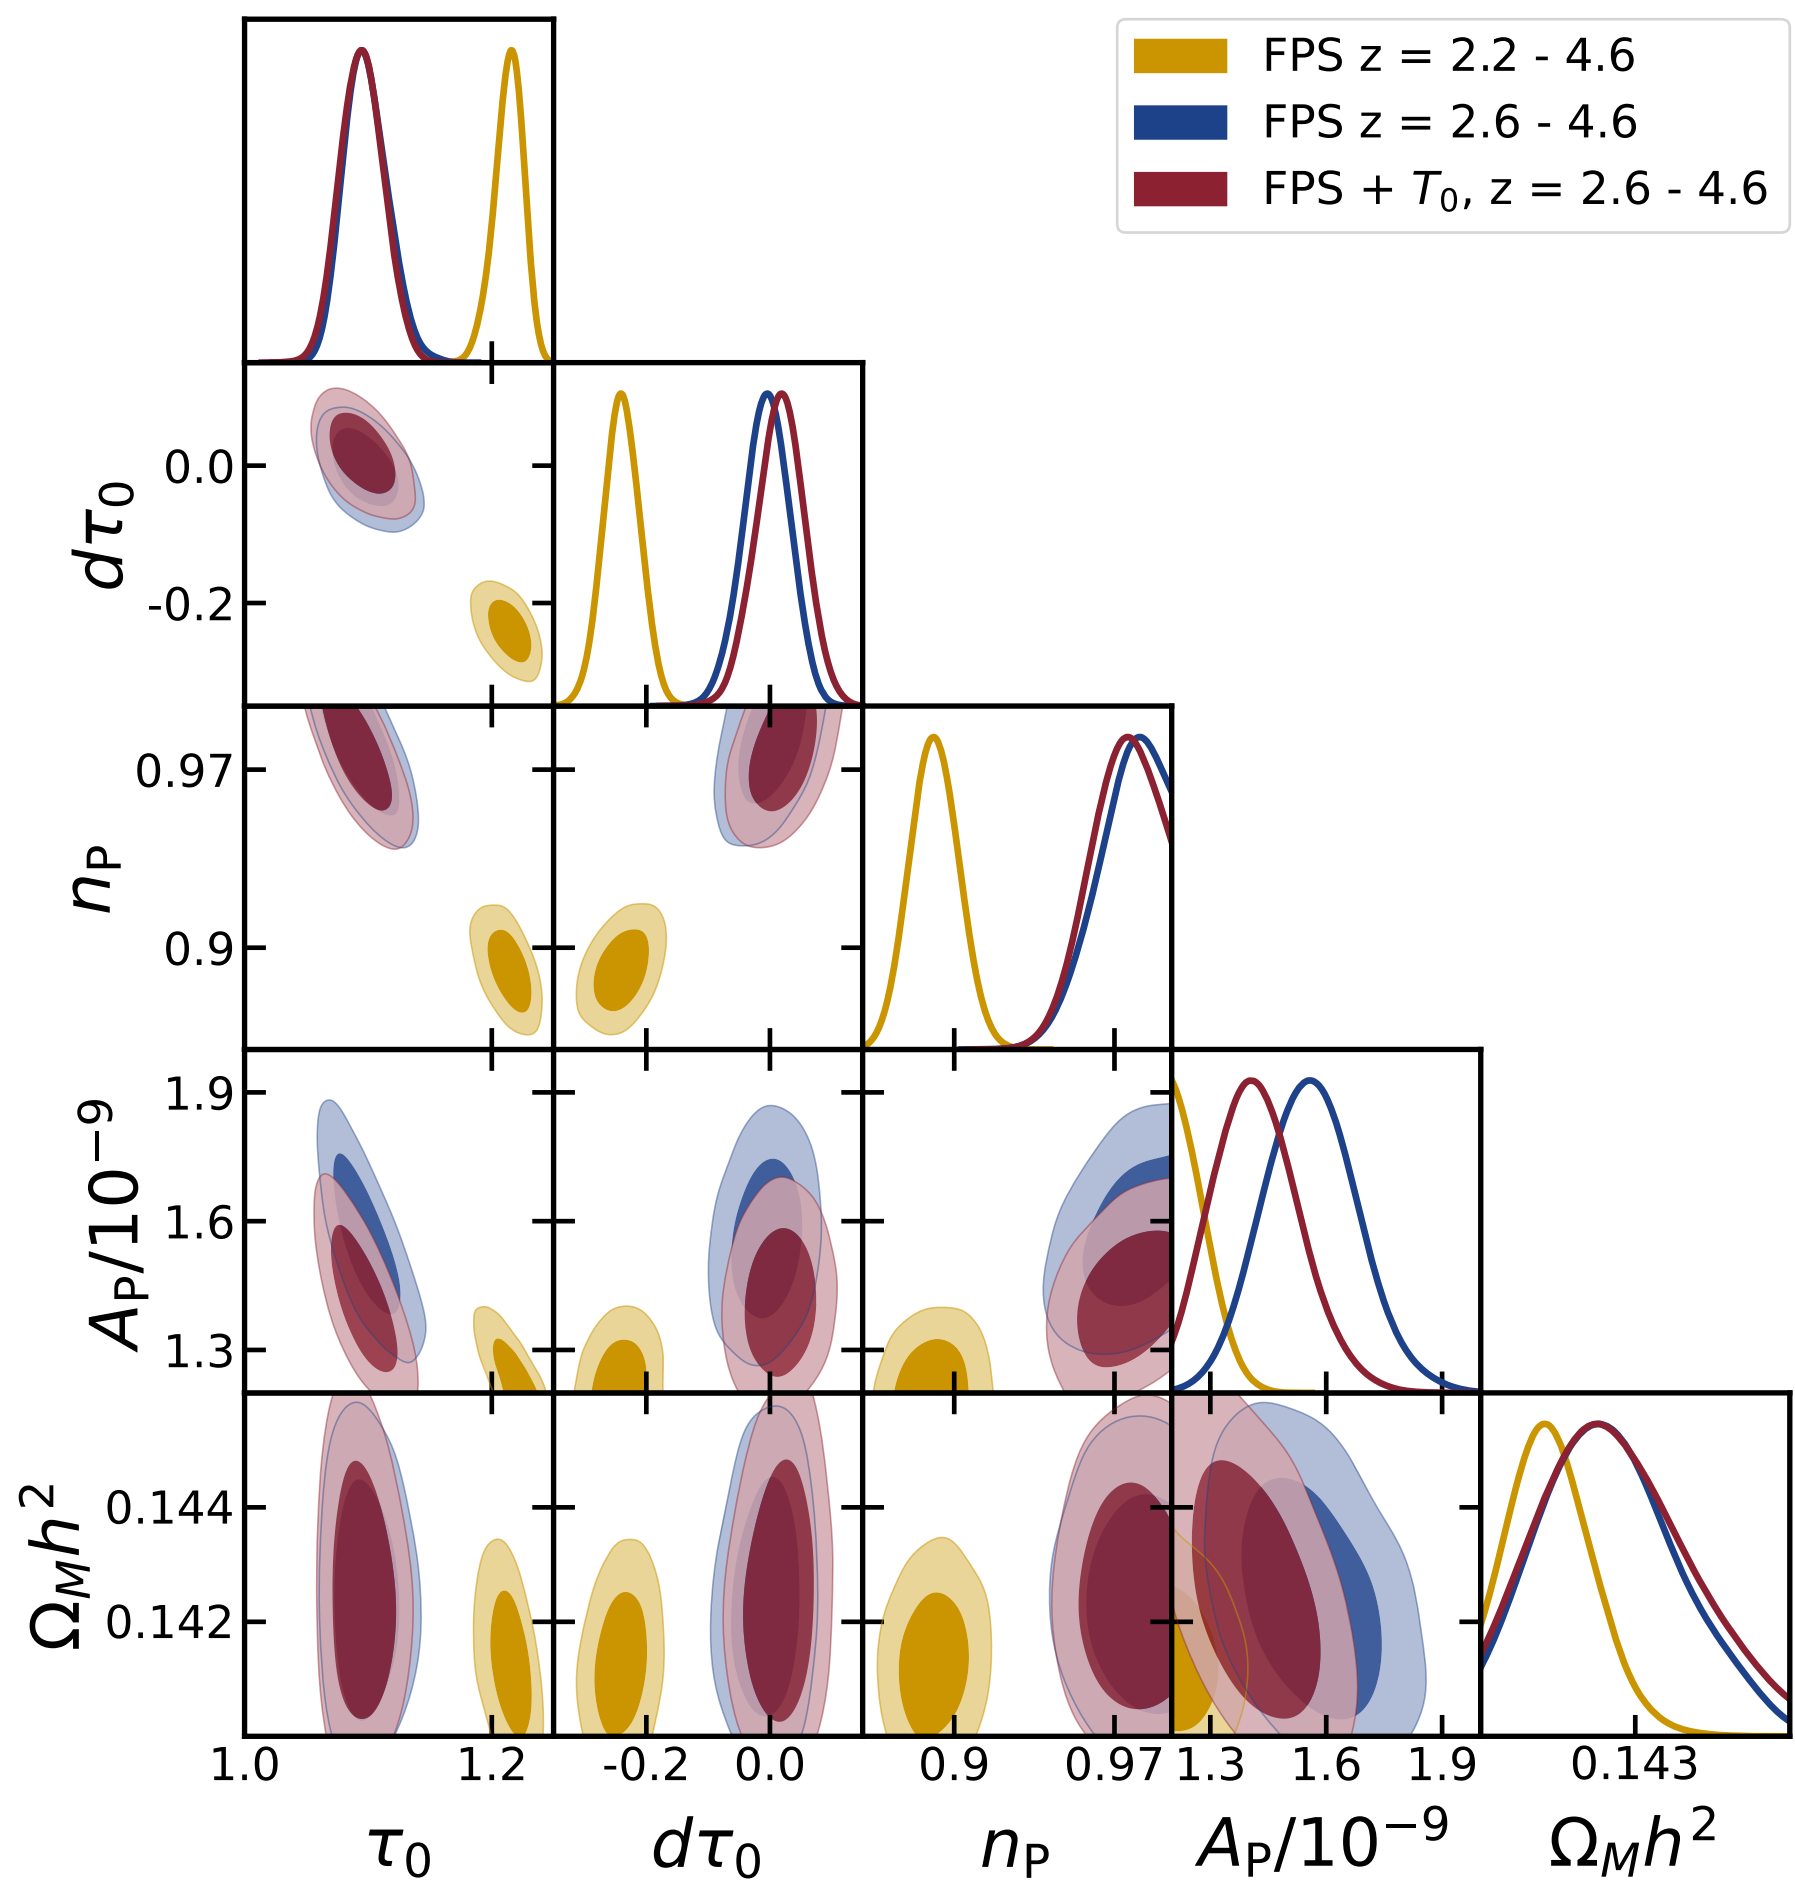 FPS z = 2.2 - 4.6
FPS z = 2.6 - 4.6
FPS + T₀, z = 2.6 - 4.6
0.0
-0.2
dτ₀
0.97
0.9
n_P
1.9
1.6
1.3
A_P/10⁻⁹
0.144
0.142
Ω_M h²
1.0 1.2 -0.2 0.0 0.9 0.97 1.3 1.6 1.9 0.143
τ₀ dτ₀ n_P A_P/10⁻⁹ Ω_M h²